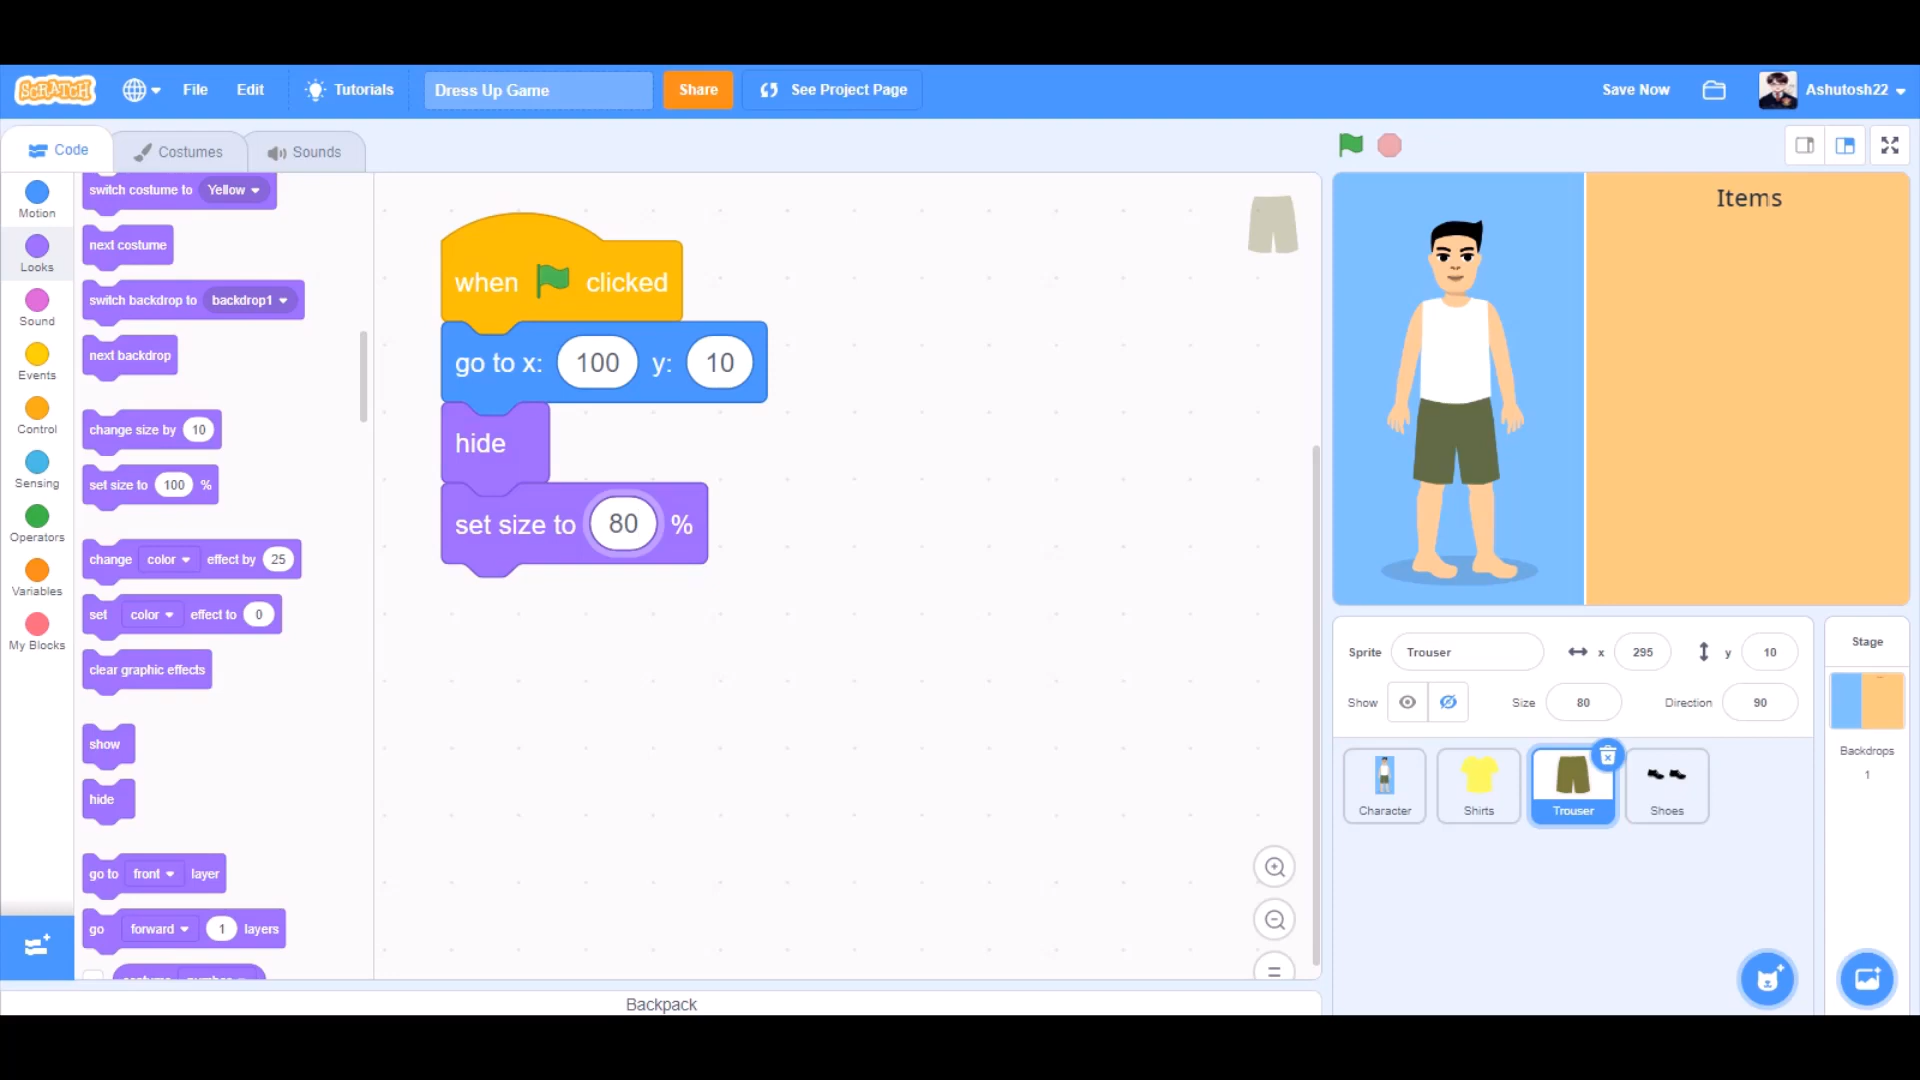 SCRATCH
File
Edit
Tutorials
Dress Up Game
Share
See Project Page
Save Now
Ashutosh22
Code
Costumes
Sounds
Motion
Looks
Sound
Events
Control
Sensing
Operators
Variables
My Blocks
switch costume to Yellow
next costume
switch backdrop to backdrop1
next backdrop
change size by 10
set size to 100 %
change color effect by 25
set color effect to 0
clear graphic effects
show
hide
go to front layer
go forward 1 layers
when clicked
go to x: 100 y: 10
hide
set size to 80 %
Items
Sprite Trouser x 295 y 10
Show Size 80 Direction 90
Character
Shirts
Trouser
Shoes
Stage
Backdrops
1
Backpack